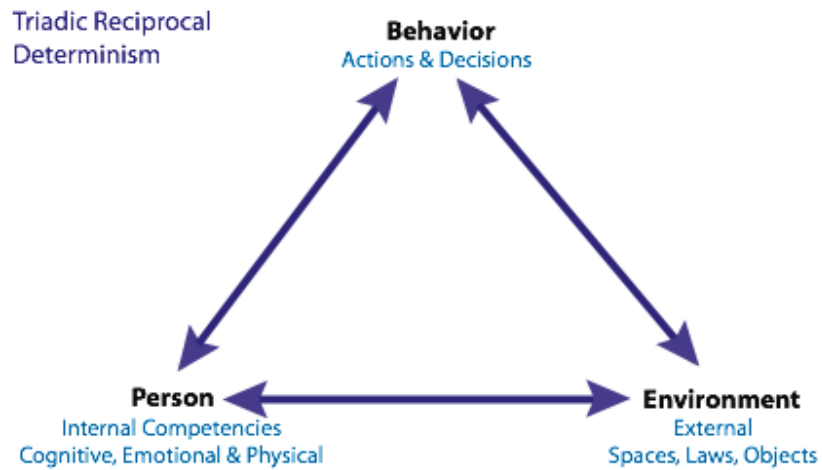 Triadic Reciprocal
Determinism
Behavior
Actions & Decisions
Person
Internal Competencies
Cognitive, Emotional & Physical
Environment
External
Spaces, Laws, Objects